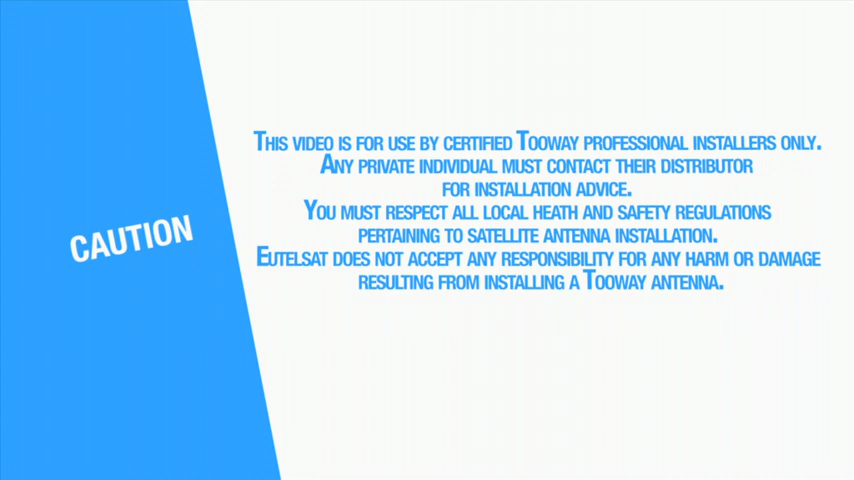 CAUTION
THIS VIDEO IS FOR USE BY CERTIFIED TOOWAY PROFESSIONAL INSTALLERS ONLY.
ANY PRIVATE INDIVIDUAL MUST CONTACT THEIR DISTRIBUTOR
FOR INSTALLATION ADVICE.
YOU MUST RESPECT ALL LOCAL HEATH AND SAFETY REGULATIONS
PERTAINING TO SATELLITE ANTENNA INSTALLATION.
EUTELSAT DOES NOT ACCEPT ANY RESPONSIBILITY FOR ANY HARM OR DAMAGE
RESULTING FROM INSTALLING A TOOWAY ANTENNA.